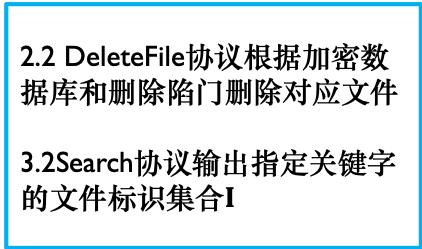 2.2 DeleteFile协议根据加密数
据库和删除陷门删除对应文件
3.2Search协议输出指定关键字
的文件标识集合I